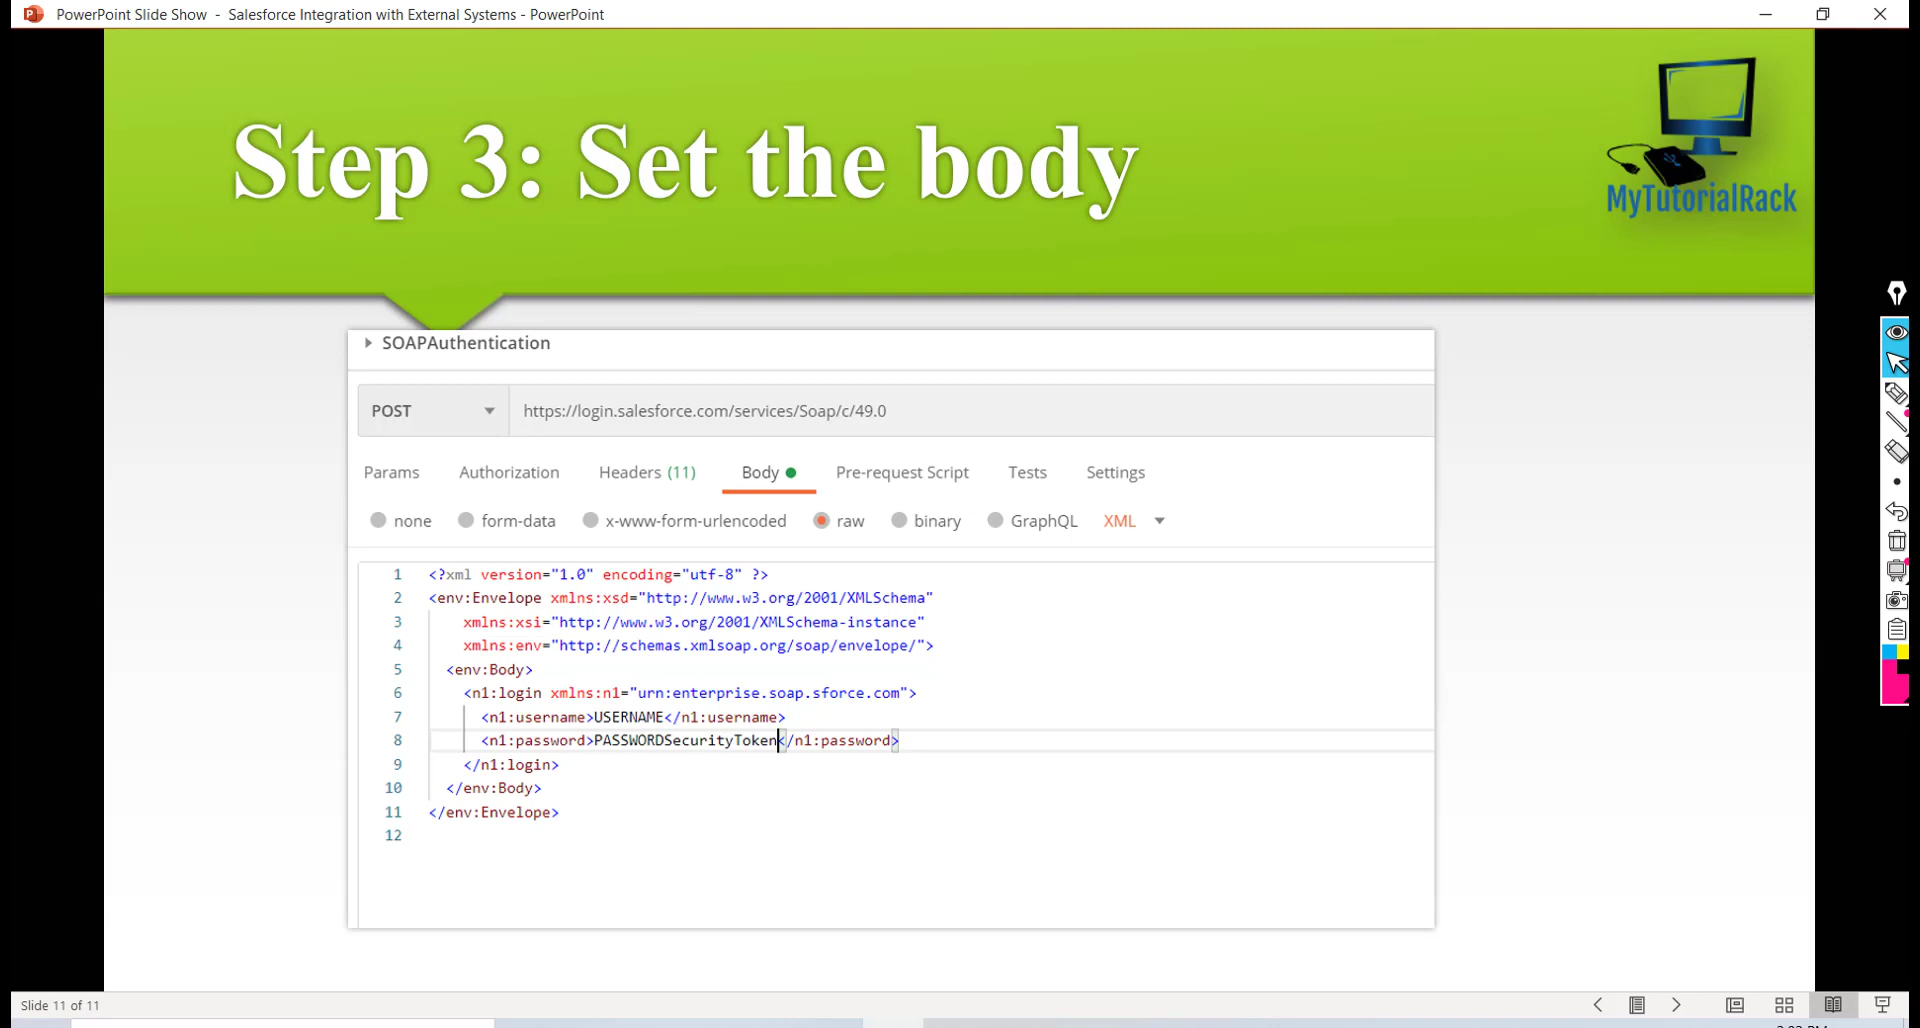 PowerPoint Slide Show - Salesforce Integration with External Systems - PowerPoint
Step 3: Set the body
MyTutorialRack
SOAPAuthentication
POST https://login.salesforce.com/services/Soap/c/49.0
Params Authorization Headers (11) Body Pre-request Script Tests Settings
none form-data x-www-form-urlencoded raw binary GraphQL XML
1 <?xml version="1.0" encoding="utf-8" ?>
2 <env:Envelope xmlns:xsd="http://www.w3.org/2001/XMLSchema"
3 xmlns:xsi="http://www.w3.org/2001/XMLSchema-instance"
4 xmlns:env="http://schemas.xmlsoap.org/soap/envelope/">
5 <env:Body>
6 <n1:login xmlns:n1="urn:enterprise.soap.sforce.com">
7 <n1:username>USERNAME</n1:username>
8 <n1:password>PASSWORDSecurityToken</n1:password>
9 </n1:login>
10 </env:Body>
11 </env:Envelope>
12
Slide 11 of 11